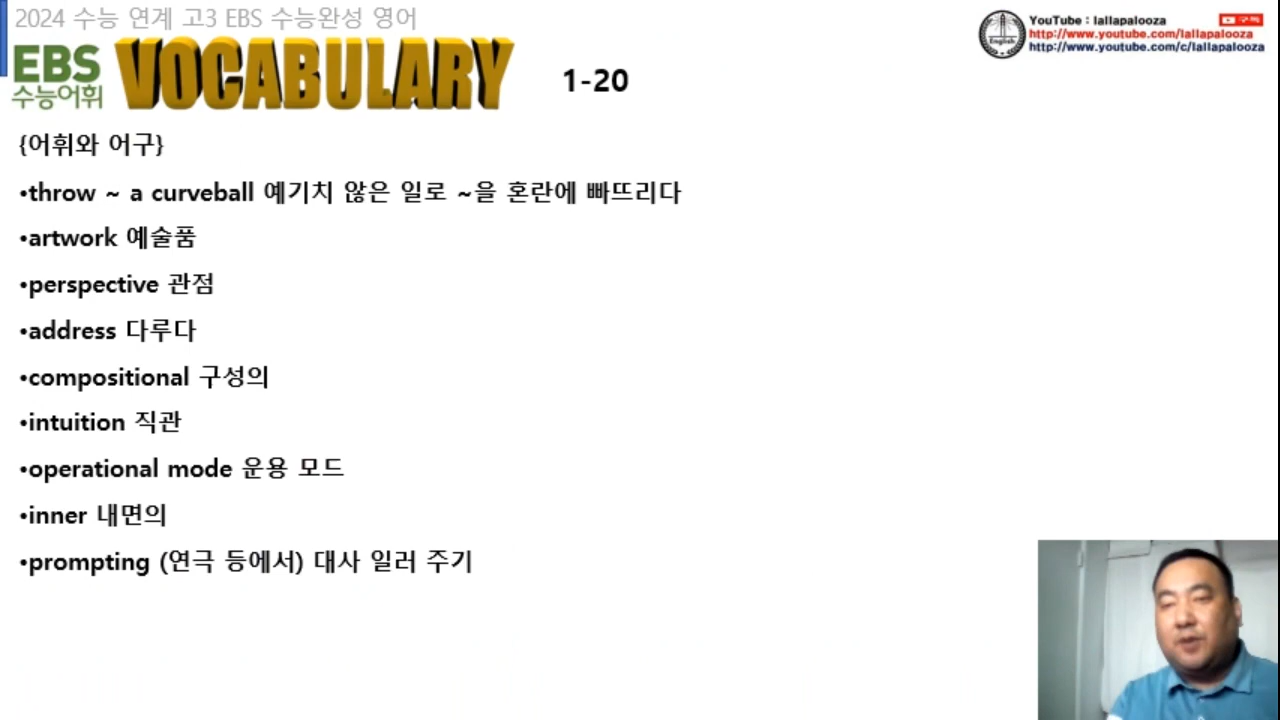 2024 수능 연계 고3 EBS 수능완성 영어
EBS
수능어휘
VOCABULARY
1-20
English
YouTube : lallapalooza
구독
http://www.youtube.com/lallapalooza
http://www.youtube.com/c/lallapalooza
{어휘와 어구}
•throw ~ a curveball 예기치 않은 일로 ~을 혼란에 빠뜨리다
•artwork 예술품
•perspective 관점
•address 다루다
•compositional 구성의
•intuition 직관
•operational mode 운용 모드
•inner 내면의
•prompting (연극 등에서) 대사 일러 주기